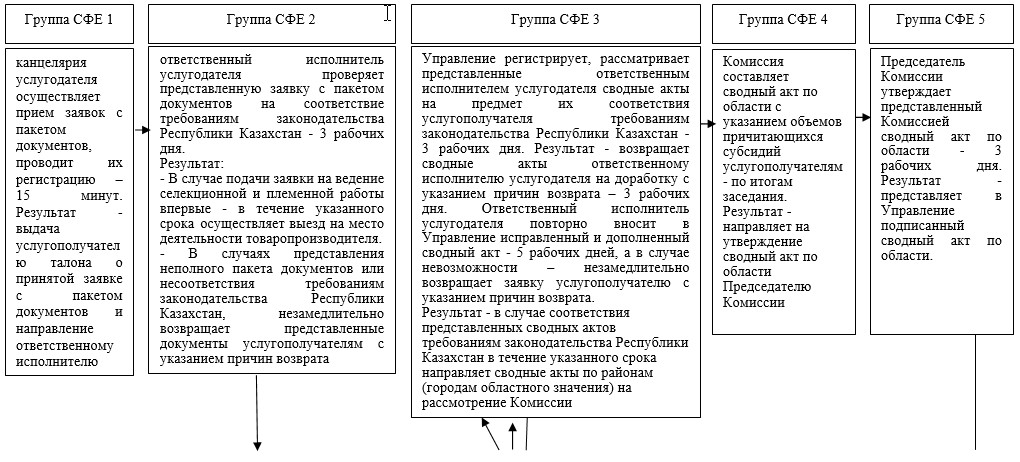 Группа СФЕ 1
канцелярия
услугодателя
осуществляет
прием заявок с
пакетом
документов,
проводит их
регистрацию –
15 минут.
Результат -
выдача
услугополучател
ю талона о
принятой заявке
с пакетом
документов и
направление
ответственному
исполнителю
Группа СФЕ 2
ответственный исполнитель
услугодателя проверяет
представленную заявку с пакетом
документов на соответствие
требованиям законодательства
Республики Казахстан - 3 рабочих
дня.
Результат:
- В случае подачи заявки на ведение
селекционной и племенной работы
впервые - в течение указанного
срока осуществляет выезд на место
деятельности товаропроизводителя.
- В случаях представления
неполного пакета документов или
несоответствия требованиям
законодательства Республики
Казахстан, незамедлительно
возвращает представленные
документы услугополучателям с
указанием причин возврата
Группа СФЕ 3
Управление регистрирует, рассматривает
представленные ответственным
исполнителем услугодателя сводные акты
на предмет их соответствия
услугополучателя требованиям
законодательства Республики Казахстан -
3 рабочих дня. Результат - возвращает
сводные акты ответственному
исполнителю услугодателя на доработку с
указанием причин возврата – 3 рабочих
дня. Ответственный исполнитель
услугодателя повторно вносит в
Управление исправленный и дополненный
сводный акт - 5 рабочих дней, а в случае
невозможности – незамедлительно
возвращает заявку услугополучателю с
указанием причин возврата.
Результат - в случае соответствия
представленных сводных актов
требованиям законодательства Республики
Казахстан в течение указанного срока
направляет сводные акты по районам
(городам областного значения) на
рассмотрение Комиссии
Группа СФЕ 4
Комиссия
составляет
сводный акт по
области с
указанием объемов
причитающихся
субсидий
услугополучателям
- по итогам
заседания.
Результат -
направляет на
утверждение
сводный акт по
области
Председателю
Комиссии
Группа СФЕ 5
Председатель
Комиссии
утверждает
представленный
Комиссией
сводный акт по
области - 3
рабочих дня.
Результат -
представляет в
Управление
подписанный
сводный акт по
области.